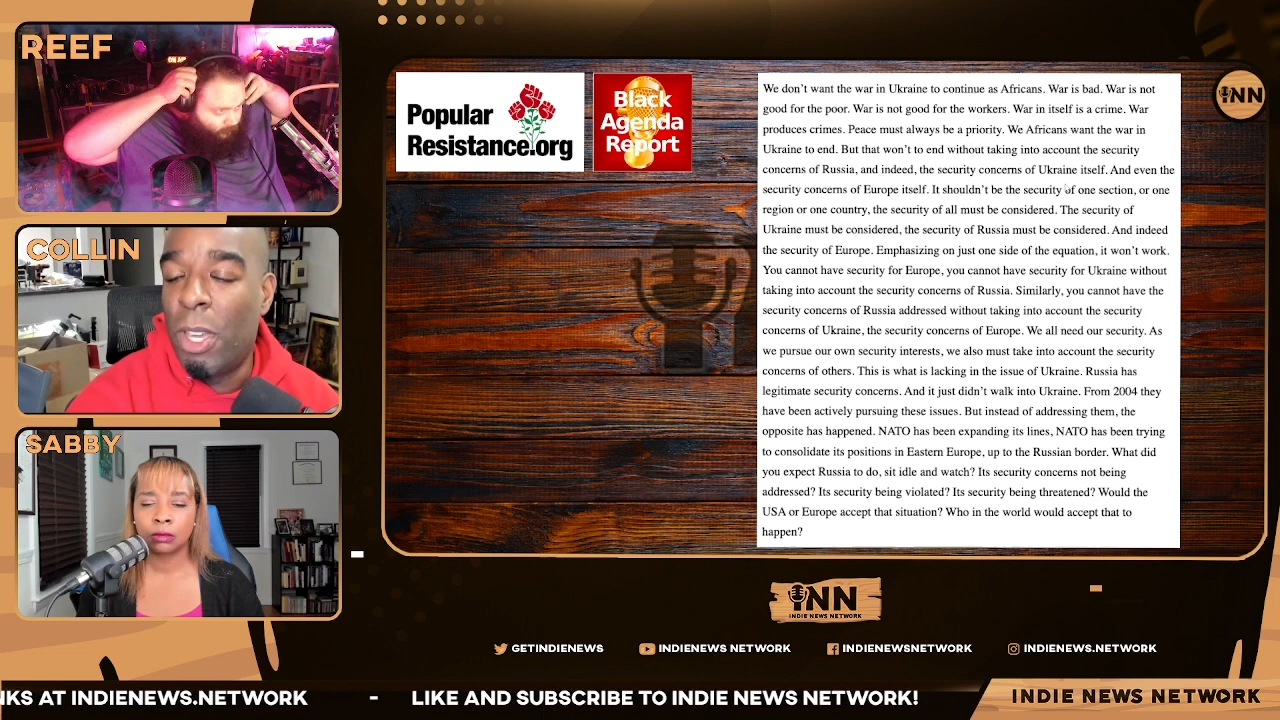 REEF
ON AIR
COLLIN
SABBY
Popular
Resistance.org
Black
Agenda
Report
We don't want the war in Ukraine to continue as Africans. War is bad. War is not
good for the poor. War is not good for the workers. War in itself is a crime. War
produces crimes. Peace must always be a priority. We Africans want the war in
Ukraine to end. But that won't to end without taking into account the security
concerns of Russia, and indeed, the security concerns of Ukraine itself. And even the
security concerns of Europe itself. It shouldn't be the security of one section, or one
region or one country, the security of all must be considered. The security of
Ukraine must be considered, the security of Russia must be considered. And indeed
the security of Europe. Emphasizing on just one side of the equation, it won't work.
You cannot have security for Europe, you cannot have security for Ukraine without
taking into account the security concerns of Russia. Similarly, you cannot have the
security concerns of Russia addressed without taking into account the security
concerns of Ukraine, the security concerns of Europe. We all need our security. As
we pursue our own security interests, we also must take into account the security
concerns of others. This is what is lacking in the issue of Ukraine. Russia has
legitimate security concerns. And it just didn't walk into Ukraine. From 2004 they
have been actively pursuing these issues. But instead of addressing them, the
opposite has happened. NATO has been expanding its lines, NATO has been trying
to consolidate its positions in Eastern Europe, up to the Russian border. What did
you expect Russia to do, sit idle and watch? Its security concerns not being
addressed? Its security being violated? Its security being threatened? Would the
USA or Europe accept that situation? Who in the world would accept that to
happen?
INN
INN
INDIE NEWS NETWORK
GETINDIENEWS
INDIENEWS NETWORK
INDIENEWSNETWORK
INDIENEWS.NETWORK
NKS AT INDIENEWS.NETWORK - LIKE AND SUBSCRIBE TO INDIE NEWS NETWORK!
INDIE NEWS NETWORK